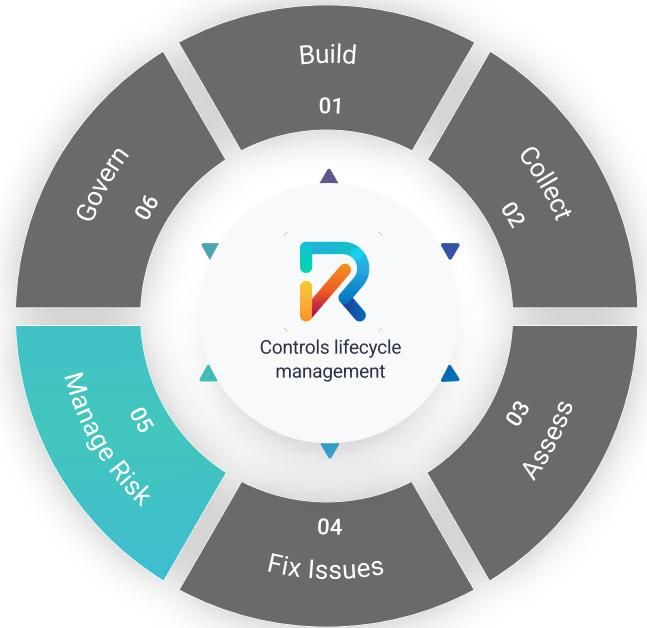 Build
01
Collect
02
Assess
03
04
Fix Issues
Manage Risk
05
Govern
06
Controls lifecycle
management